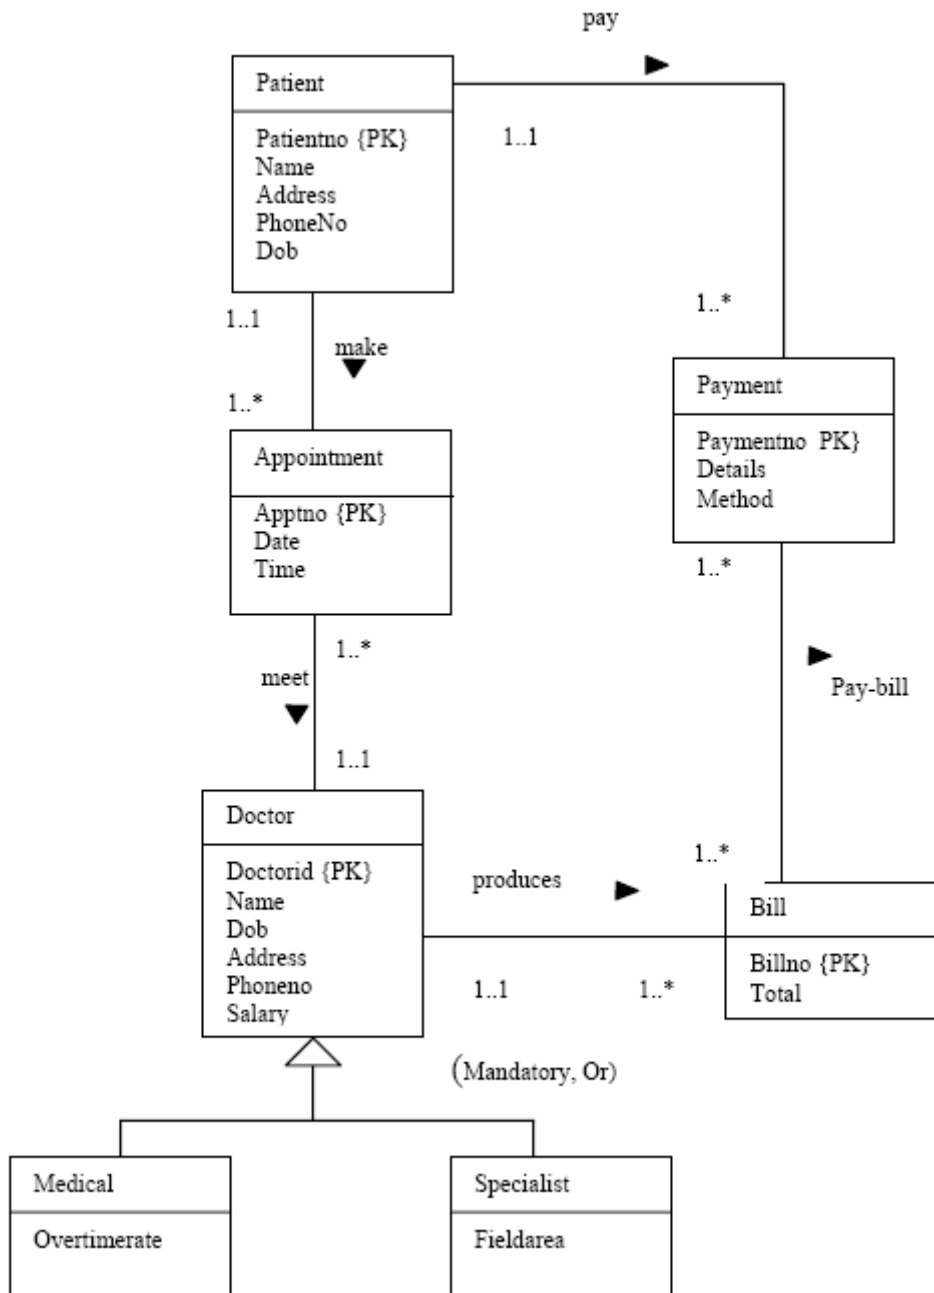 pay
Patient
Patientno {PK}
Name
Address
PhoneNo
Dob
1..1
1..*
1..1
make
1..*
Payment
Paymentno PK}
Details
Method
Appointment
Apptno {PK}
Date
Time
1..*
1..*
meet
Pay-bill
1..1
Doctor
Doctorid {PK}
Name
Dob
Address
Phoneno
Salary
produces
1..*
Bill
Billno {PK}
Total
1..1
1..*
(Mandatory, Or)
Medical
Overtimerate
Specialist
Fieldarea